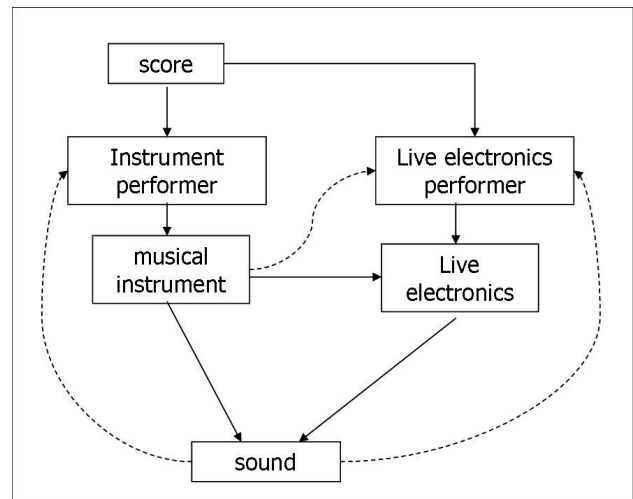 score
Instrument
performer
Live electronics
performer
musical
instrument
Live
electronics
sound